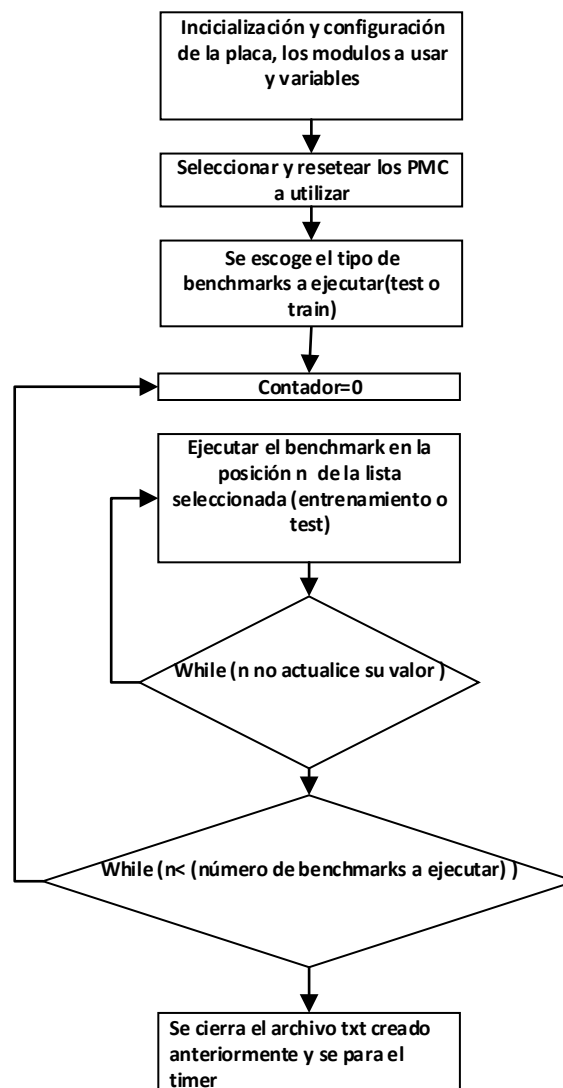 Incicialización y configuración
de la placa, los modulos a usar
y variables
Seleccionar y resetear los PMC
a utilizar
Se escoge el tipo de
benchmarks a ejecutar(test o
train)
Contador=0
Ejecutar el benchmark en la
posición n de la lista
seleccionada (entrenamiento o
test)
While (n no actualice su valor )
While (n< (número de benchmarks a ejecutar) )
Se cierra el archivo txt creado
anteriormente y se para el
timer